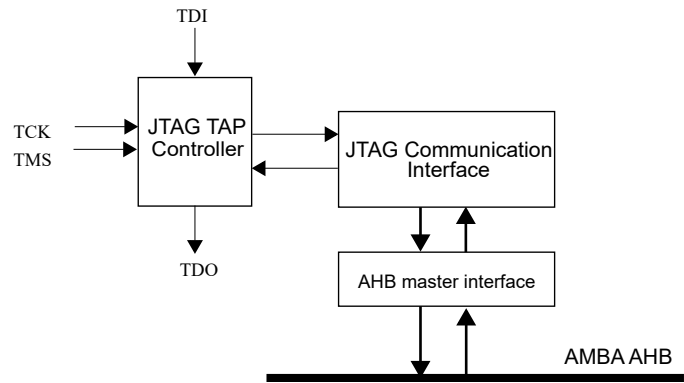 TDI
JTAG TAP
Controller
TCK
TMS
JTAG Communication
Interface
TDO
AHB master interface
AMBA AHB